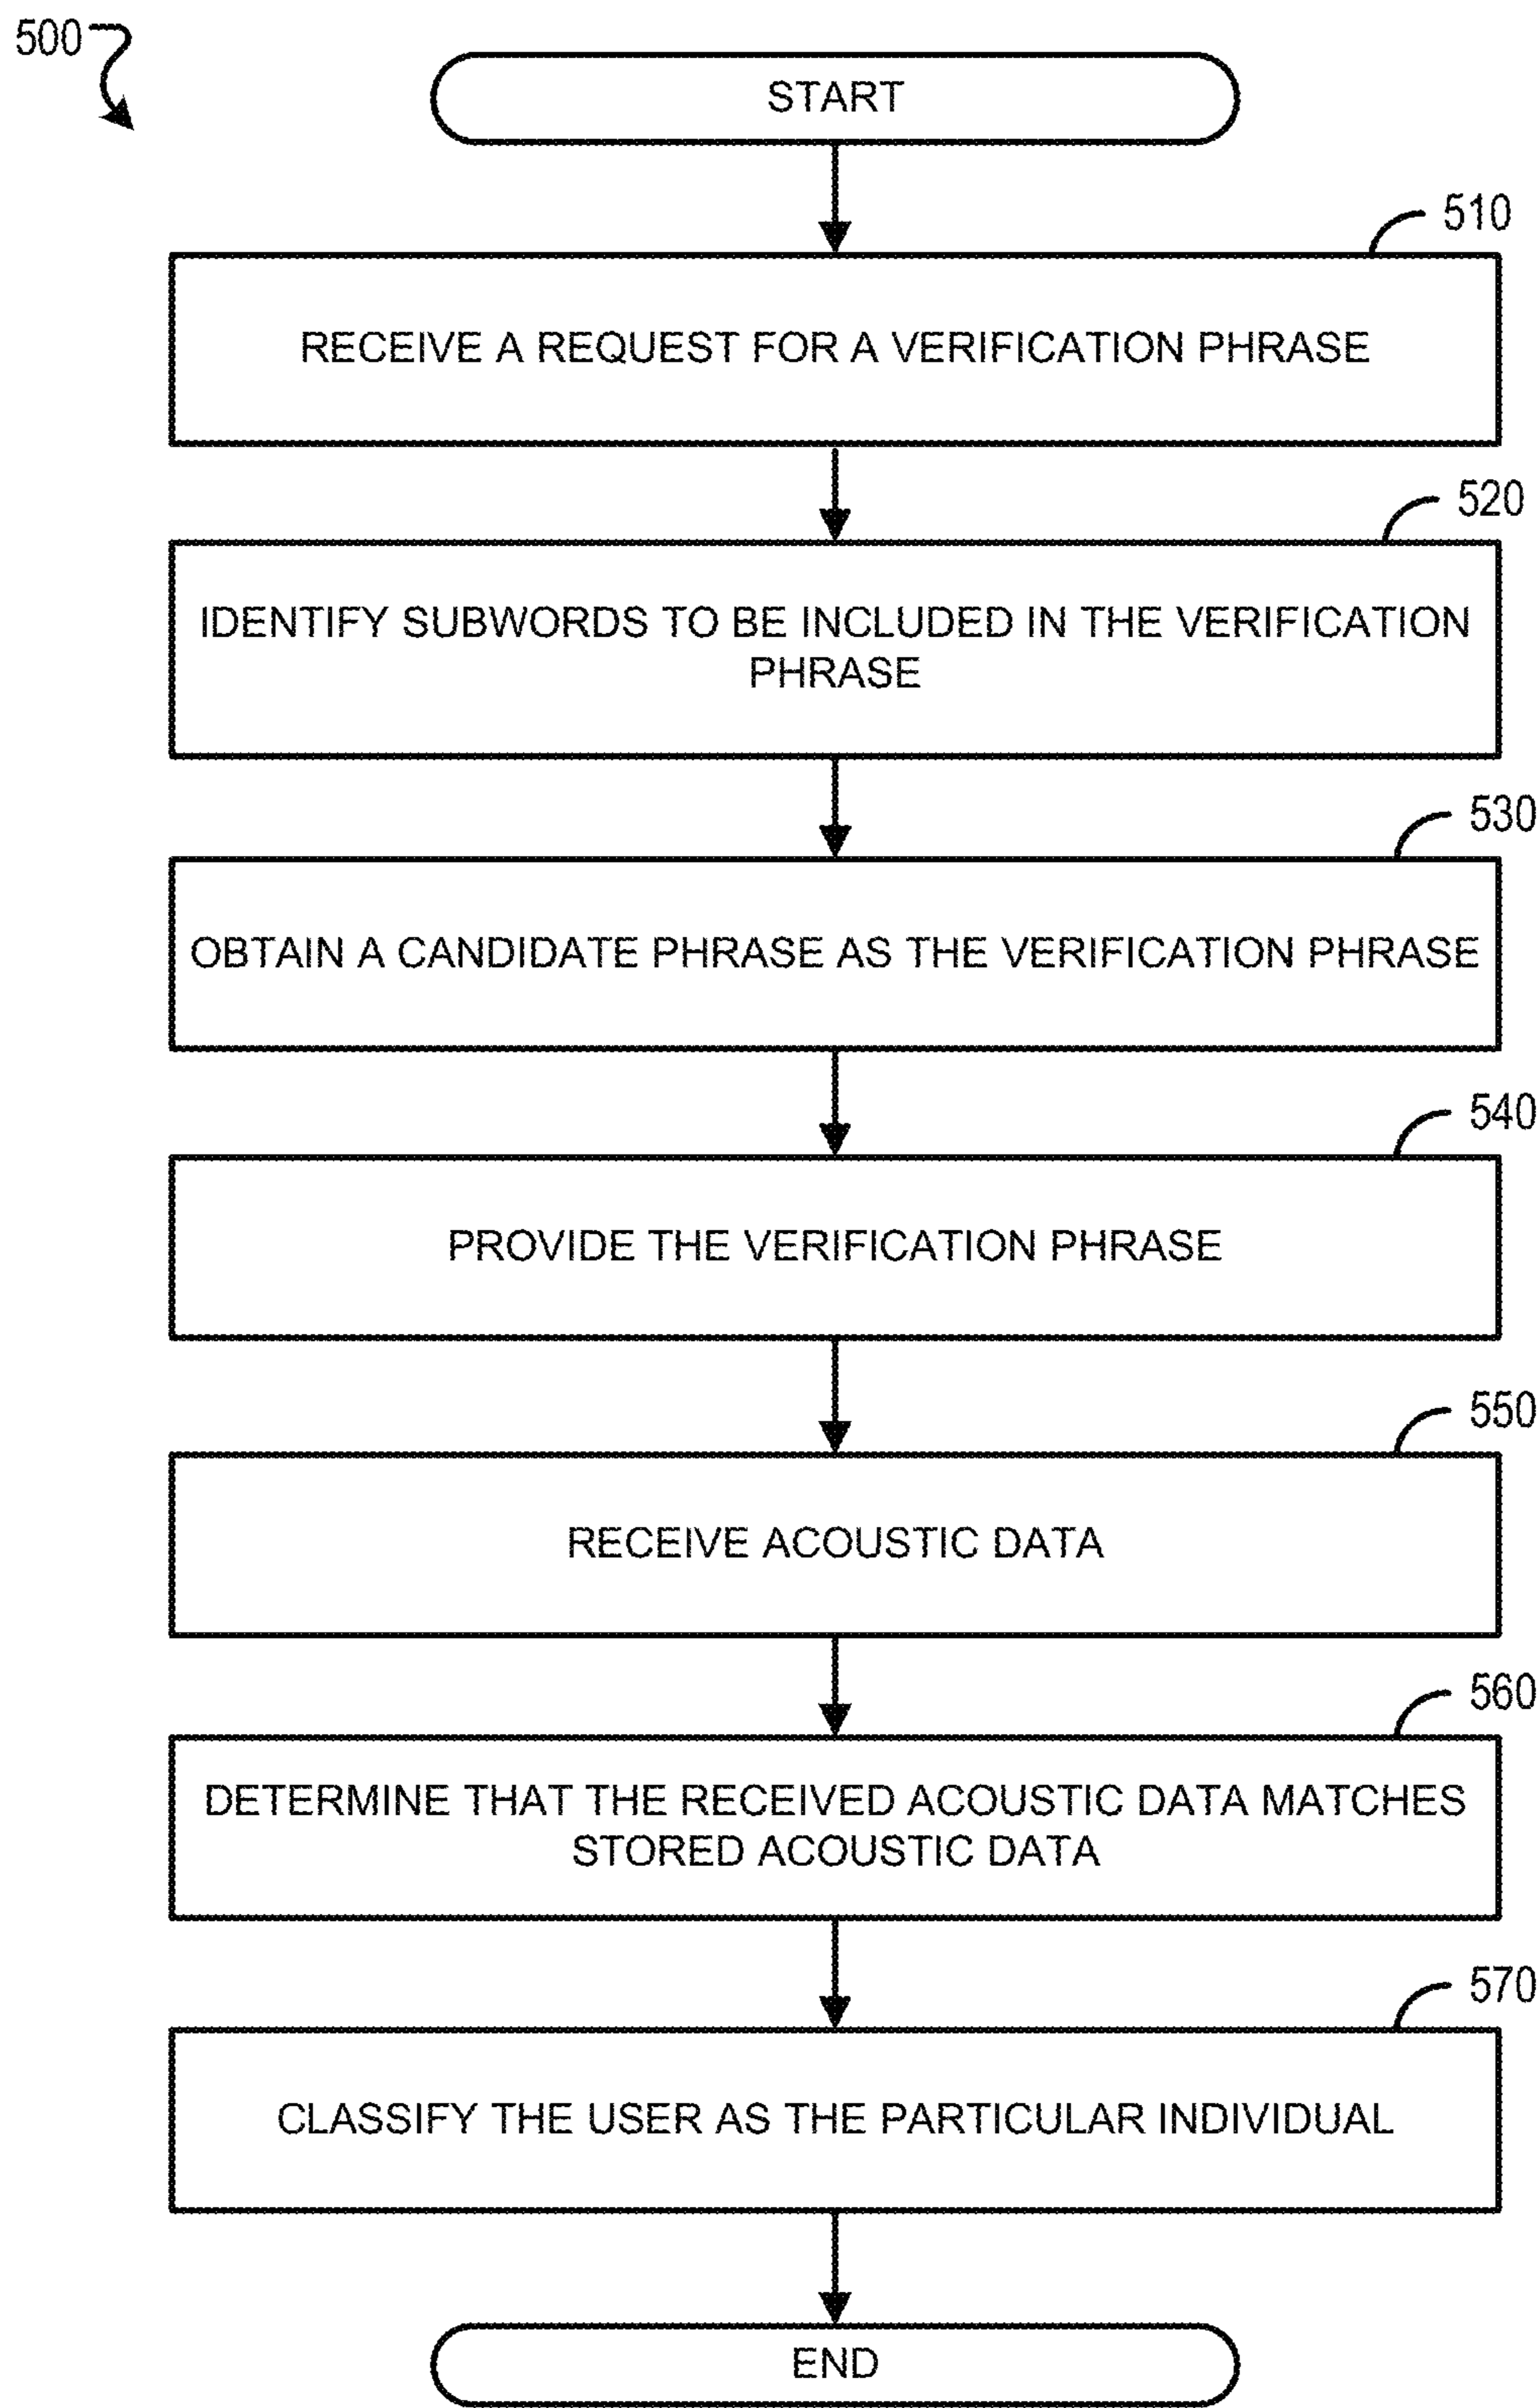 500
START
510
RECEIVE A REQUEST FOR A VERIFICATION PHRASE
520
IDENTIFY SUBWORDS TO BE INCLUDED IN THE VERIFICATION
PHRASE
530
OBTAIN A CANDIDATE PHRASE AS THE VERIFICATION PHRASE
540
PROVIDE THE VERIFICATION PHRASE
550
RECEIVE ACOUSTIC DATA
560
DETERMINE THAT THE RECEIVED ACOUSTIC DATA MATCHES
STORED ACOUSTIC DATA
570
CLASSIFY THE USER AS THE PARTICULAR INDIVIDUAL
END